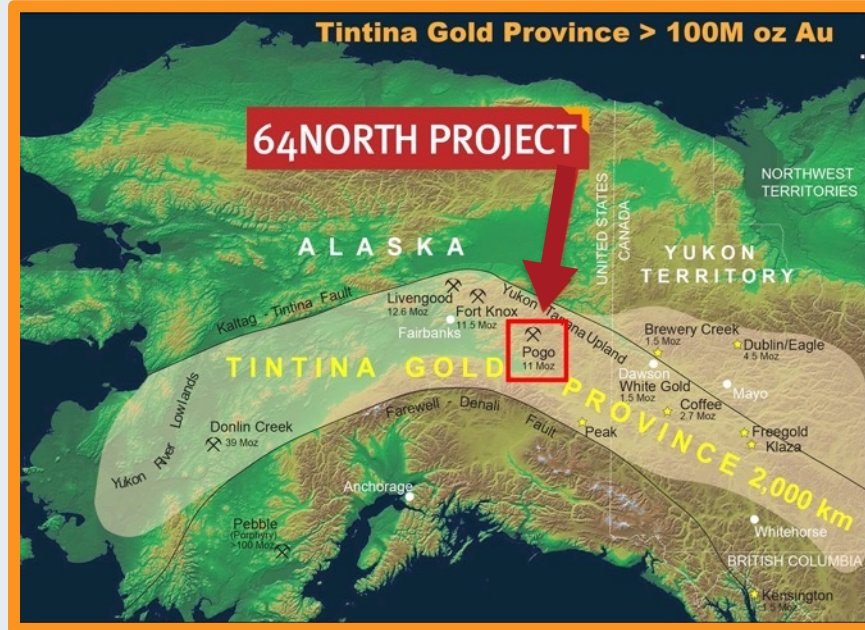 Tintina Gold Province > 100M oz Au
64NORTH PROJECT
NORTHWEST
TERRITORIES
UNITED STATES
CANADA
ALASKA
YUKON
TERRITORY
Kaltag - Tintina Fault
Livengood
12.6 Moz
Fort Knox
11.5 Moz
Fairbanks
Yukon Tanana Upland
Pogo
11 Moz
Brewery Creek
1.5 Moz
Dublin/Eagle
4.5 Moz
Dawson
White Gold
1.5 Moz
Mayo
Coffee
2.7 Moz
TINTINA GOLD PROVINCE 2,000 km
Yukon River Lowlands
Donlin Creek
39 Moz
Farewell - Denali Fault
Peak
Freegold
Klaza
Anchorage
Pebble
(Porphyry)
>100 Moz
Whitehorse
BRITISH COLUMBIA
Kensington
1.5 Moz